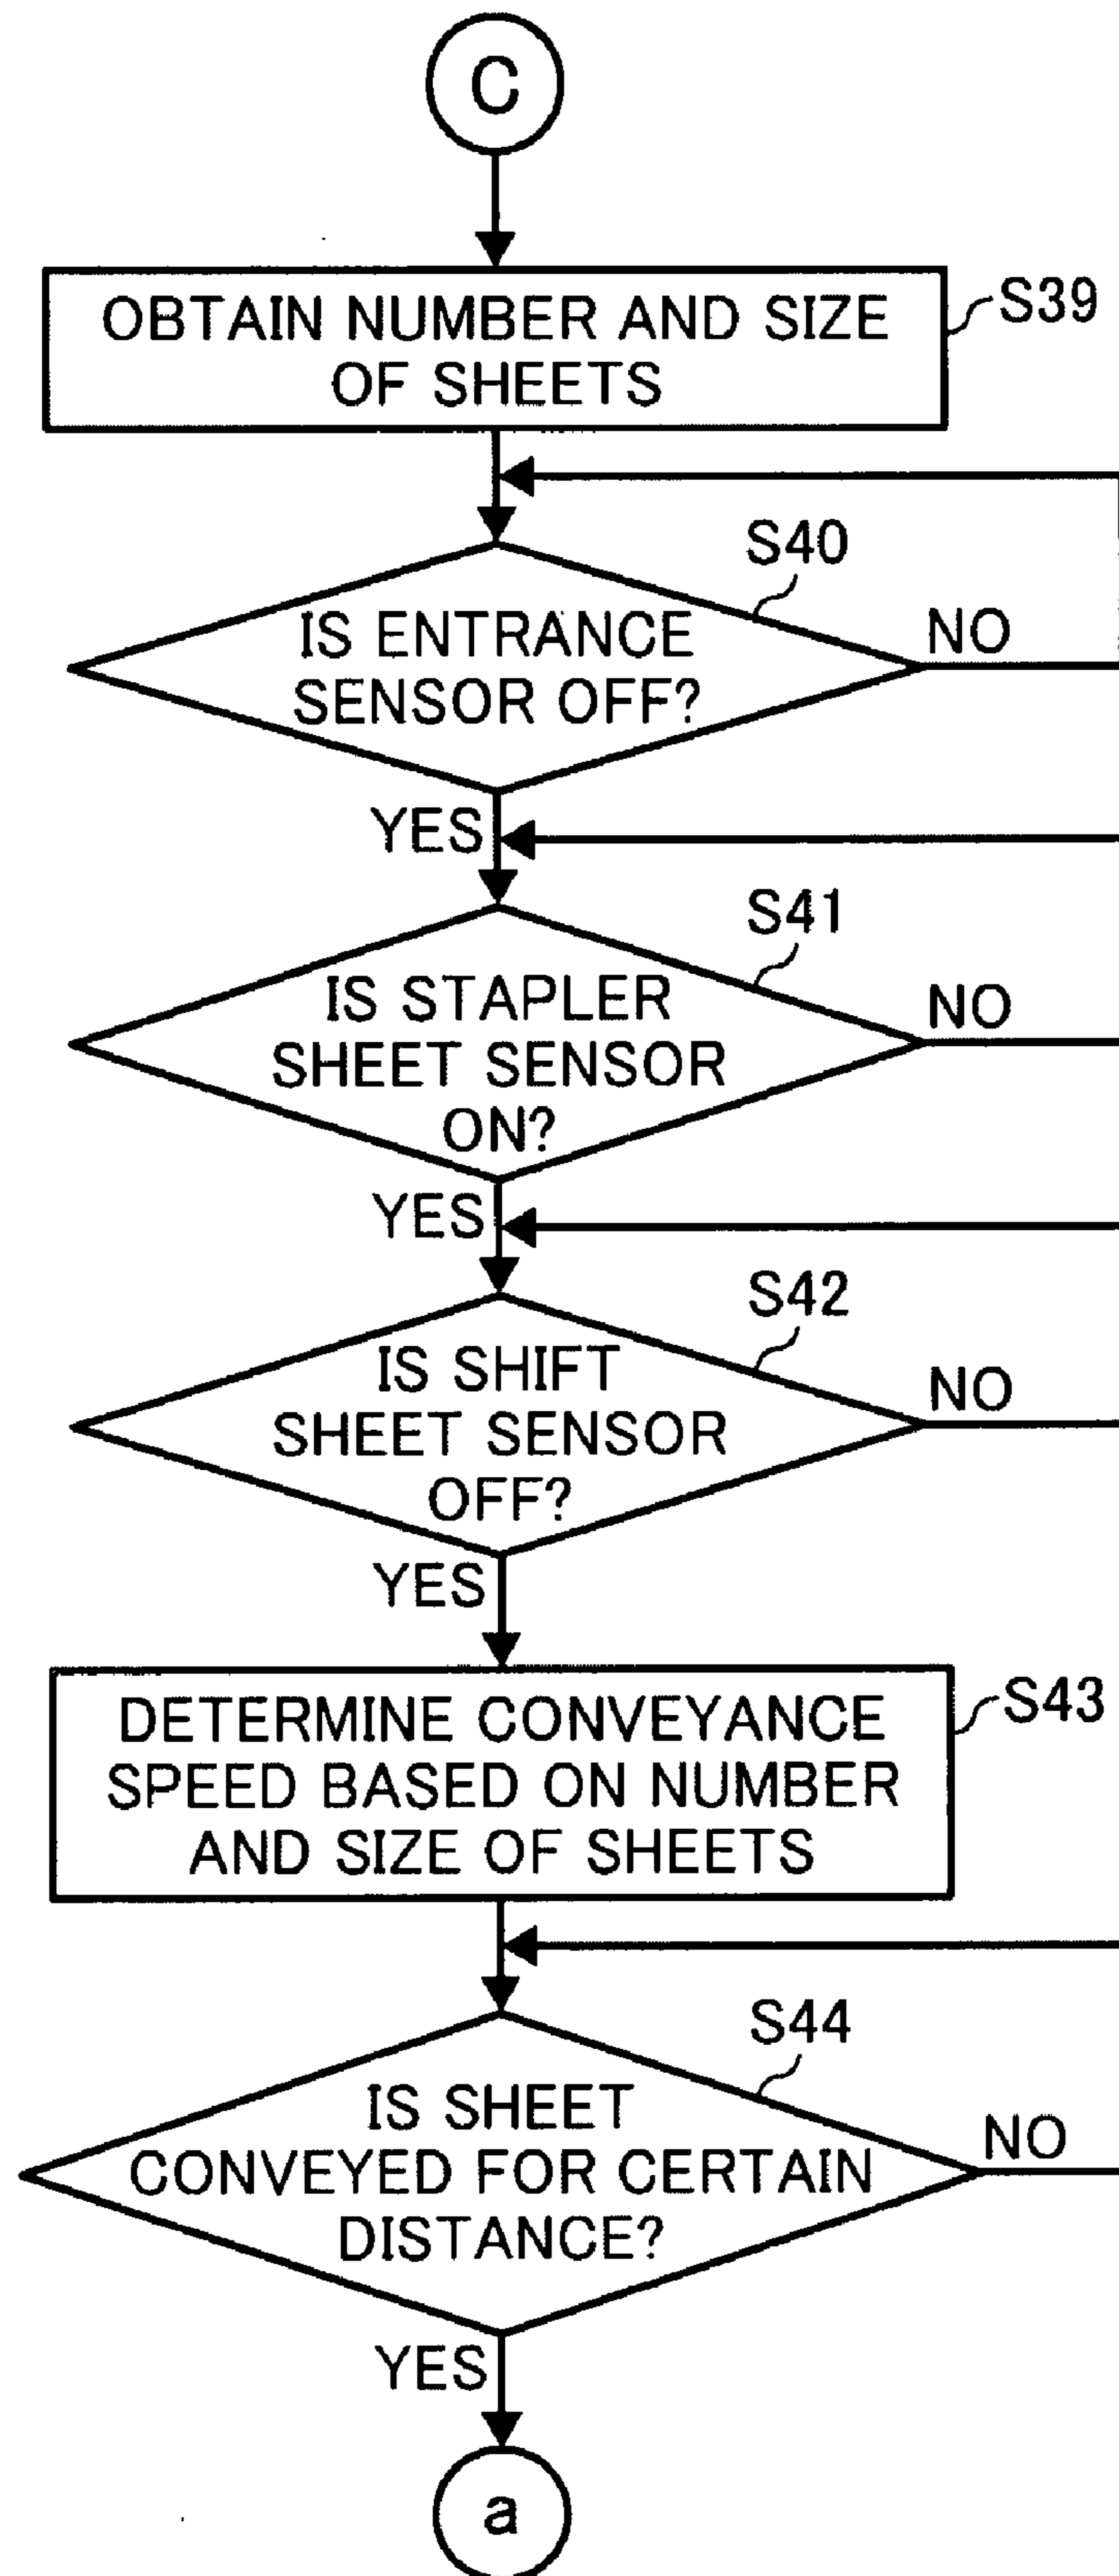 C
OBTAIN NUMBER AND SIZE
OF SHEETS
S39
S40
IS ENTRANCE
SENSOR OFF?
NO
YES
S41
IS STAPLER
SHEET SENSOR
ON?
NO
YES
S42
IS SHIFT
SHEET SENSOR
OFF?
NO
YES
DETERMINE CONVEYANCE
SPEED BASED ON NUMBER
AND SIZE OF SHEETS
S43
S44
IS SHEET
CONVEYED FOR CERTAIN
DISTANCE?
NO
YES
a